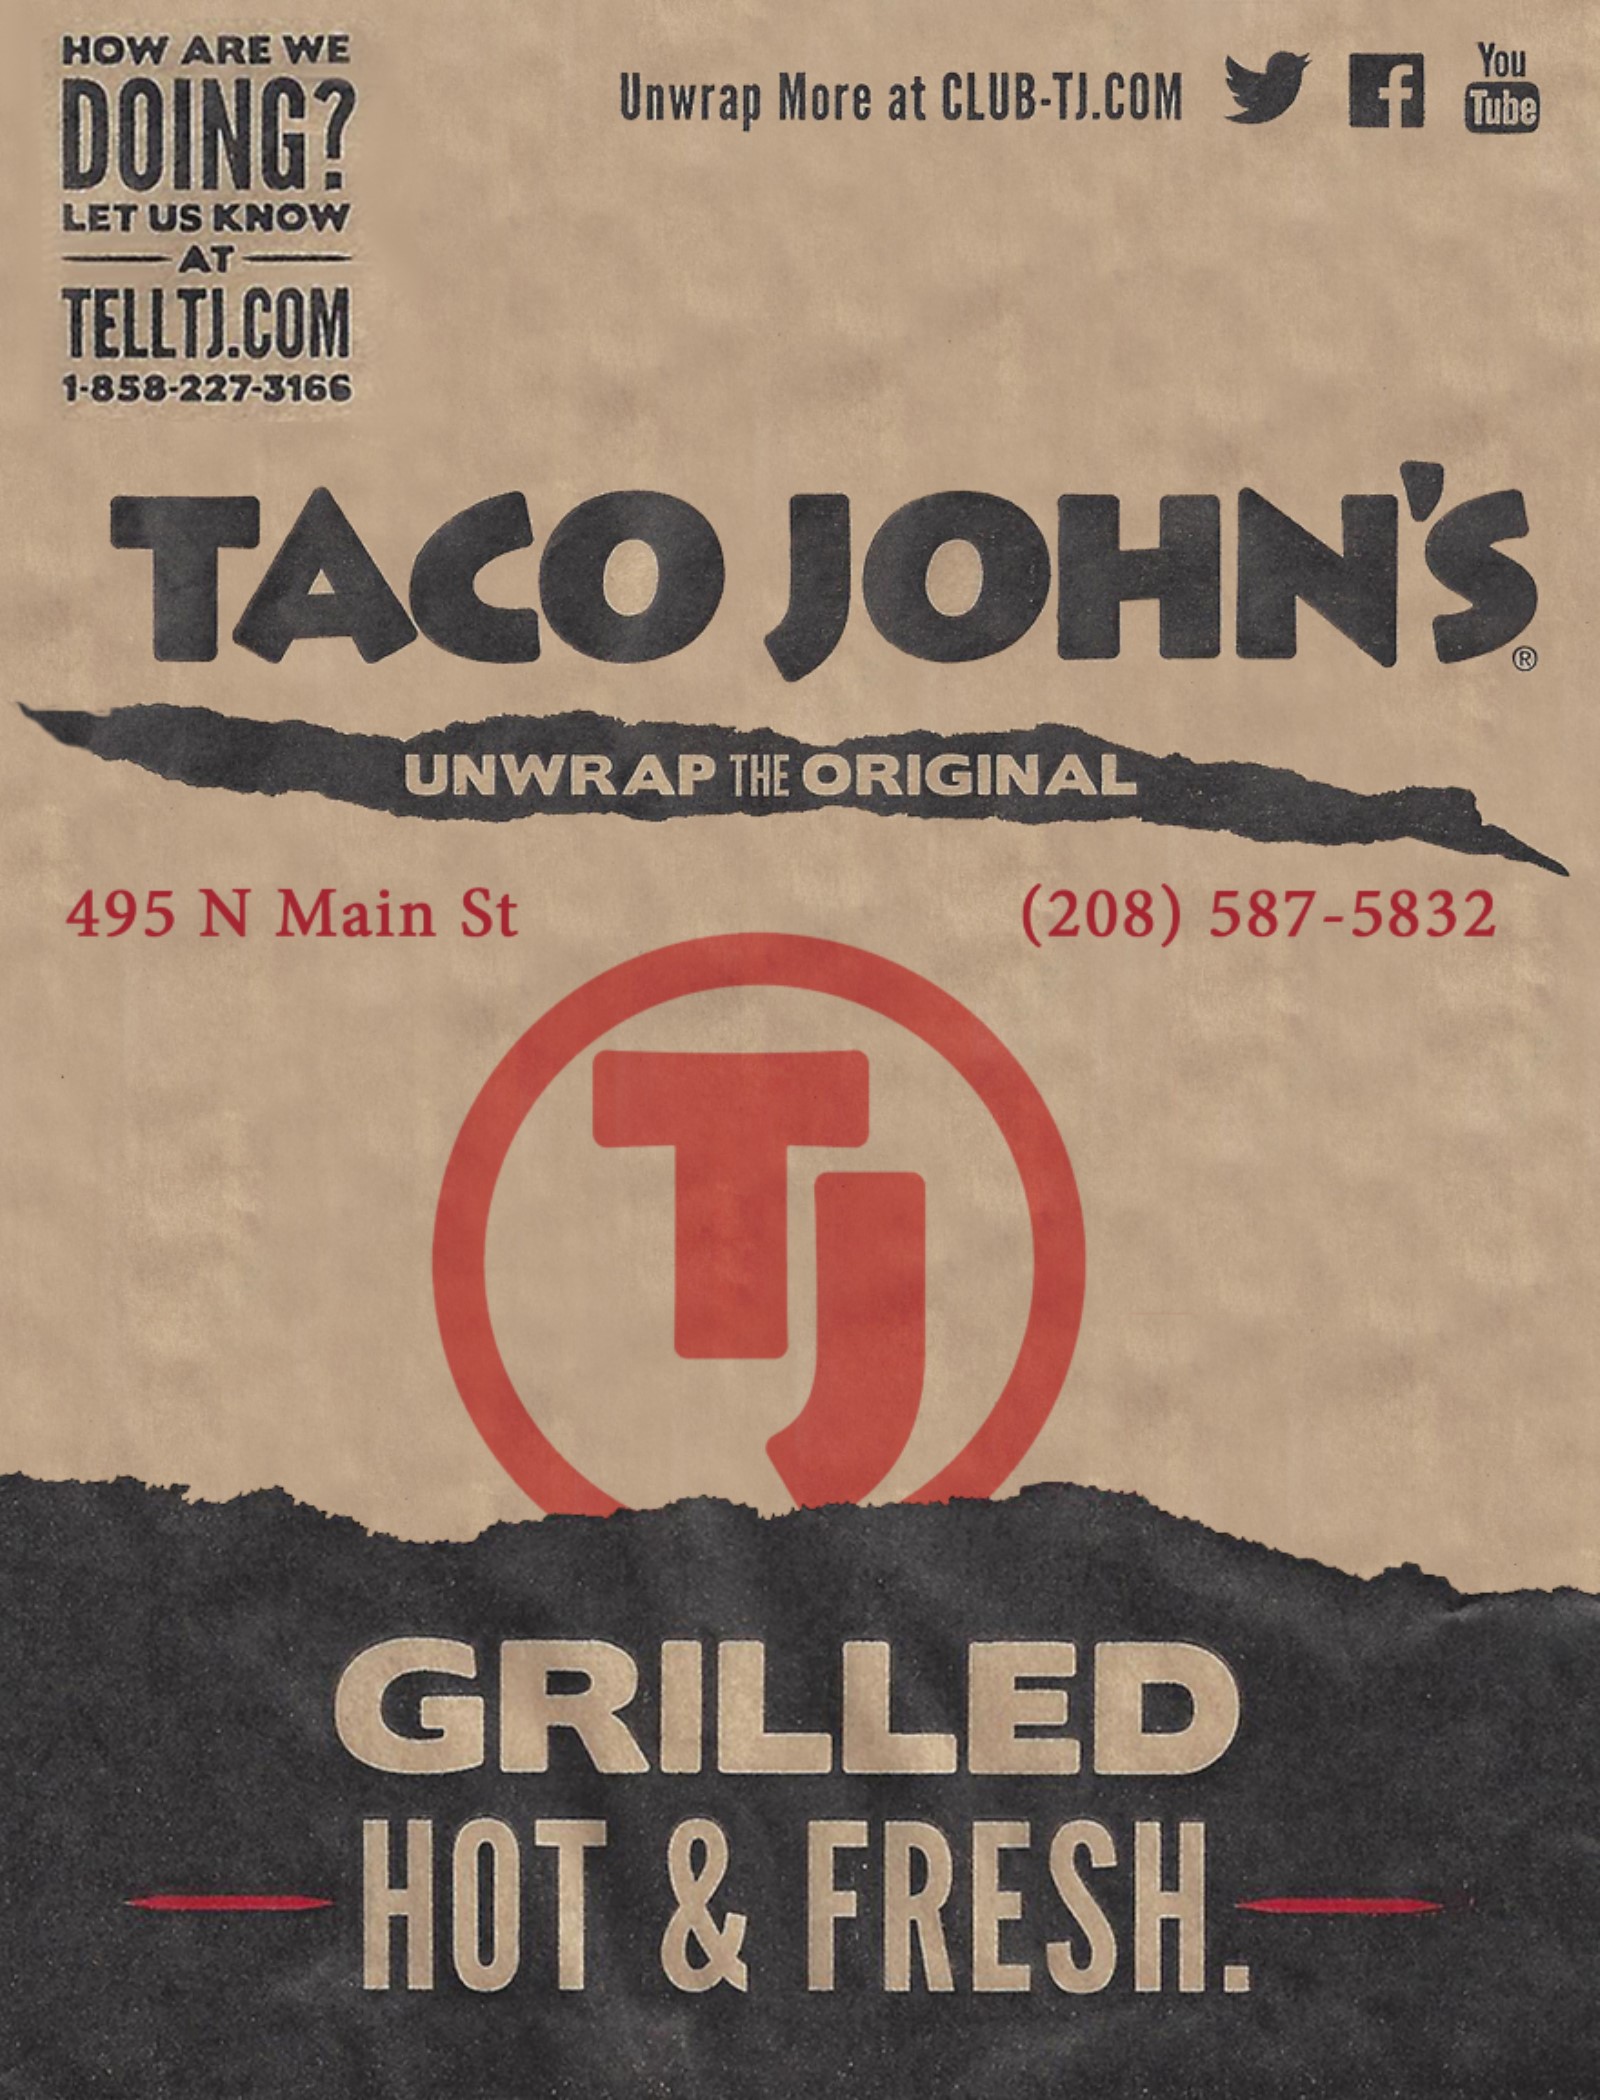 HOW ARE WE
DOING?
LET US KNOW
AT
TELLTJ.COM
1-858-227-3166
Unwrap More at CLUB-TJ.COM
You
Tube
TACO JOHN'S®
UNWRAP THE ORIGINAL
495 N Main St
(208) 587-5832
TJ
GRILLED
HOT & FRESH.